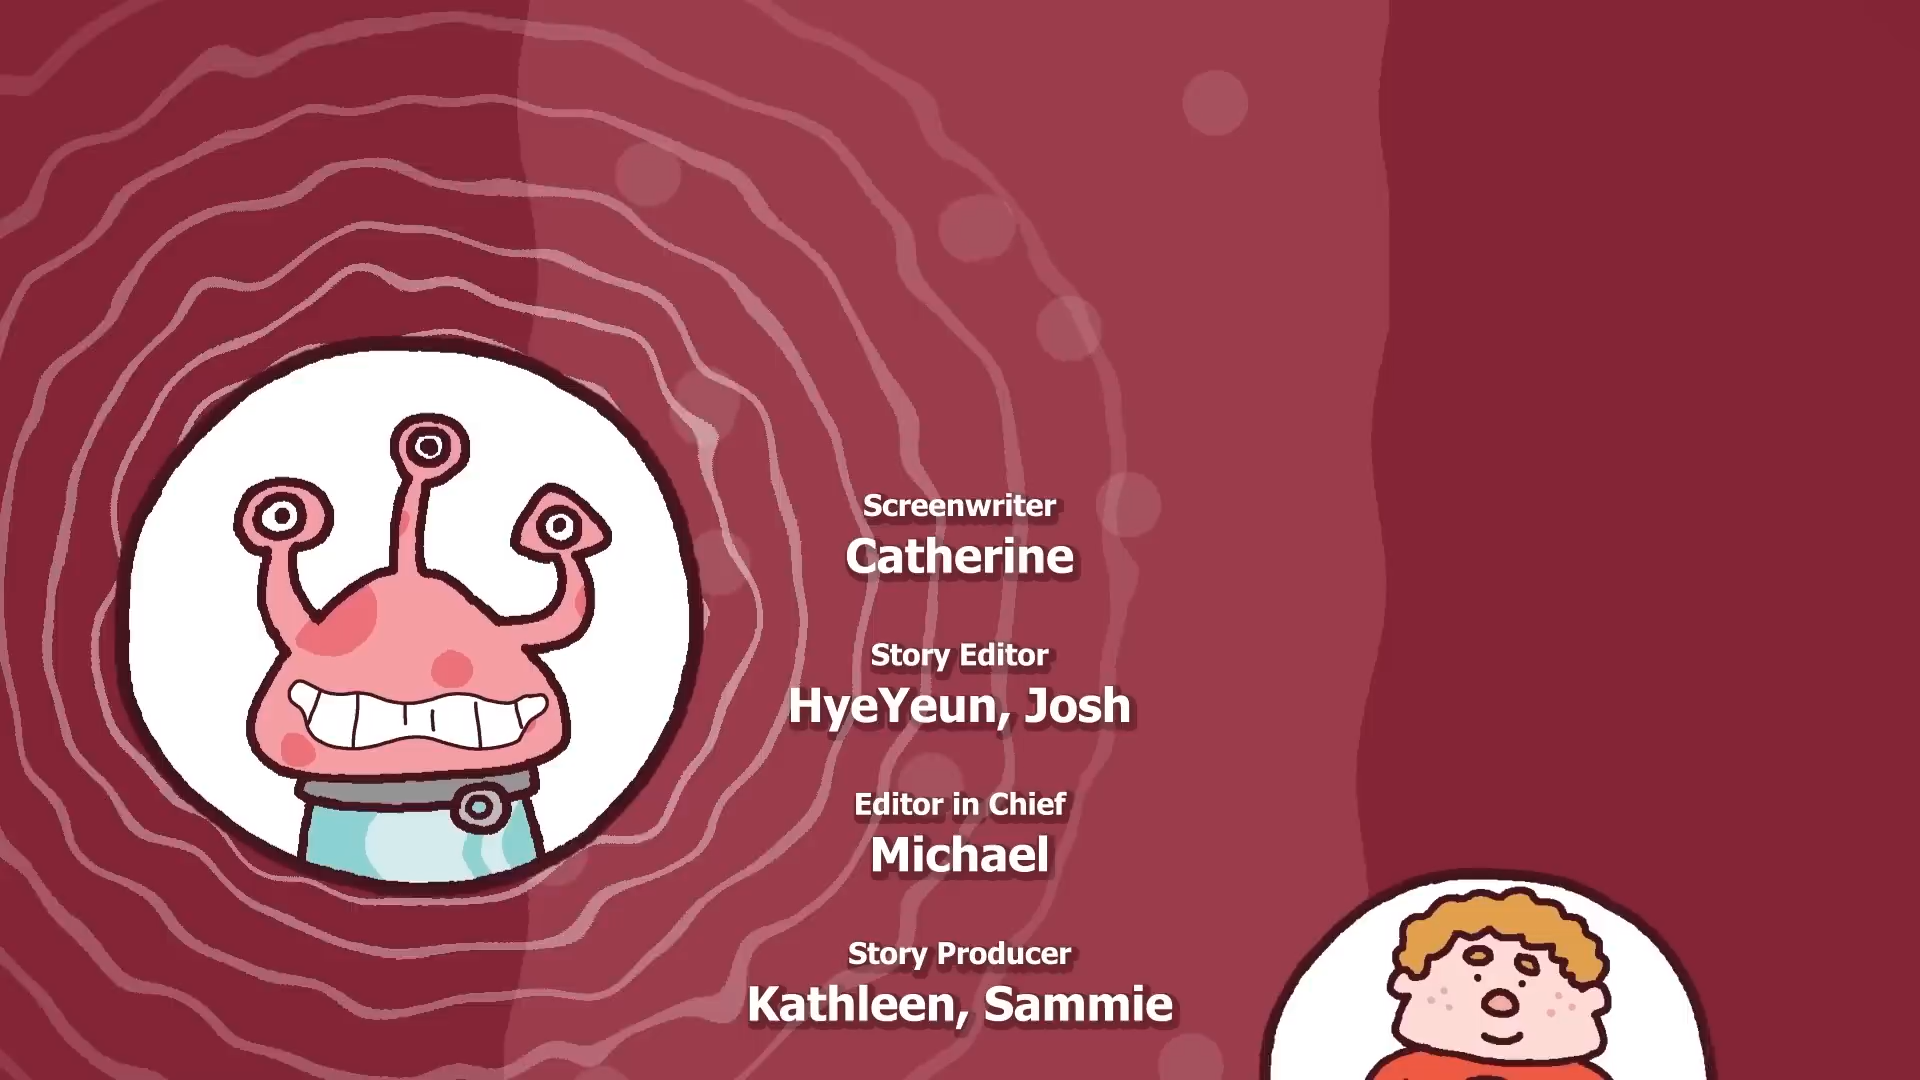 Screenwriter
Catherine
Story Editor
HyeYeun, Josh
Editor in Chief
Michael
Story Producer
Kathleen, Sammie